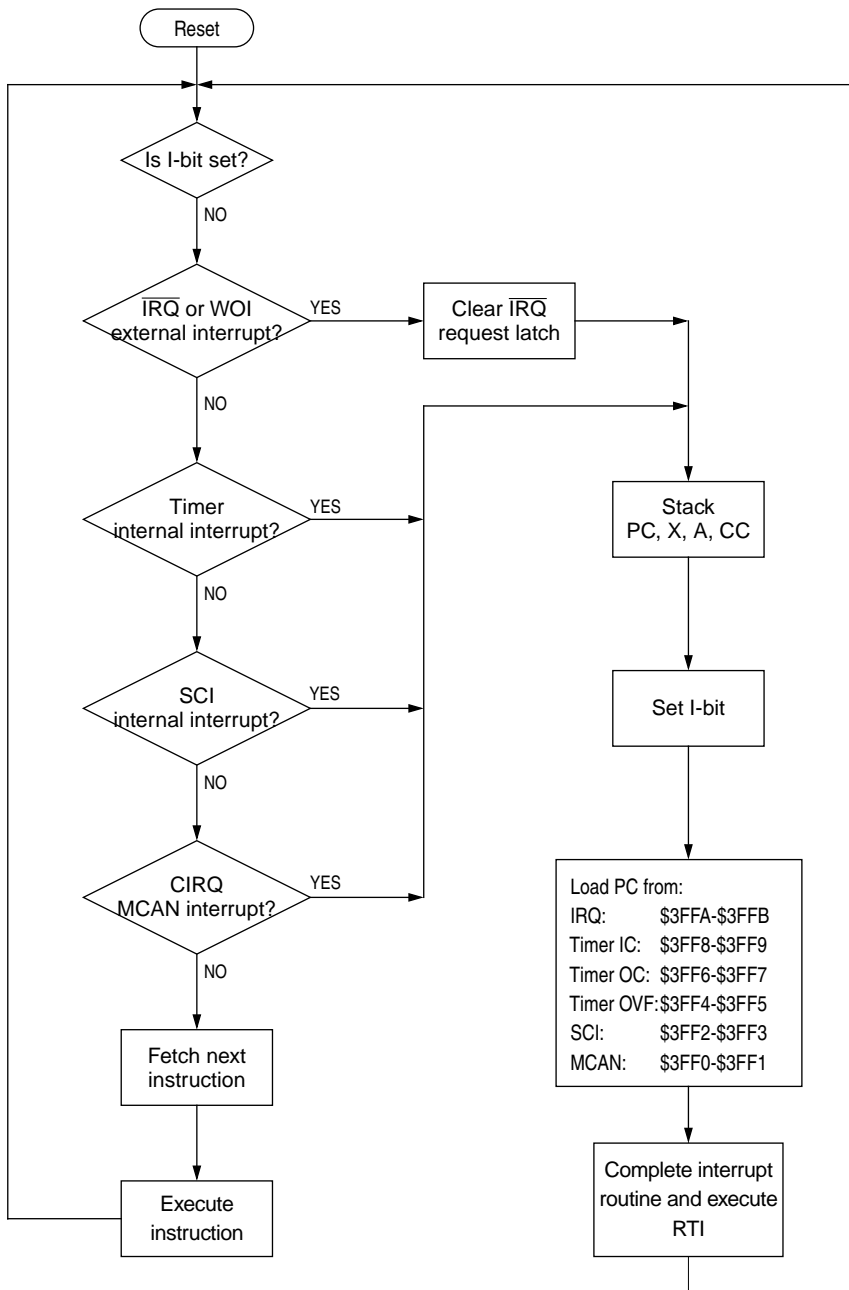 Reset
Is I-bit set?
NO
IRQ or WOI
external interrupt?
YES
Clear IRQ
request latch
NO
Timer
internal interrupt?
YES
Stack
PC, X, A, CC
NO
SCI
internal interrupt?
YES
Set I-bit
NO
CIRQ
MCAN interrupt?
YES
Load PC from:
IRQ: $3FFA-$3FFB
Timer IC: $3FF8-$3FF9
Timer OC: $3FF6-$3FF7
Timer OVF:$3FF4-$3FF5
SCI: $3FF2-$3FF3
MCAN: $3FF0-$3FF1
NO
Fetch next
instruction
Execute
instruction
Complete interrupt
routine and execute
RTI